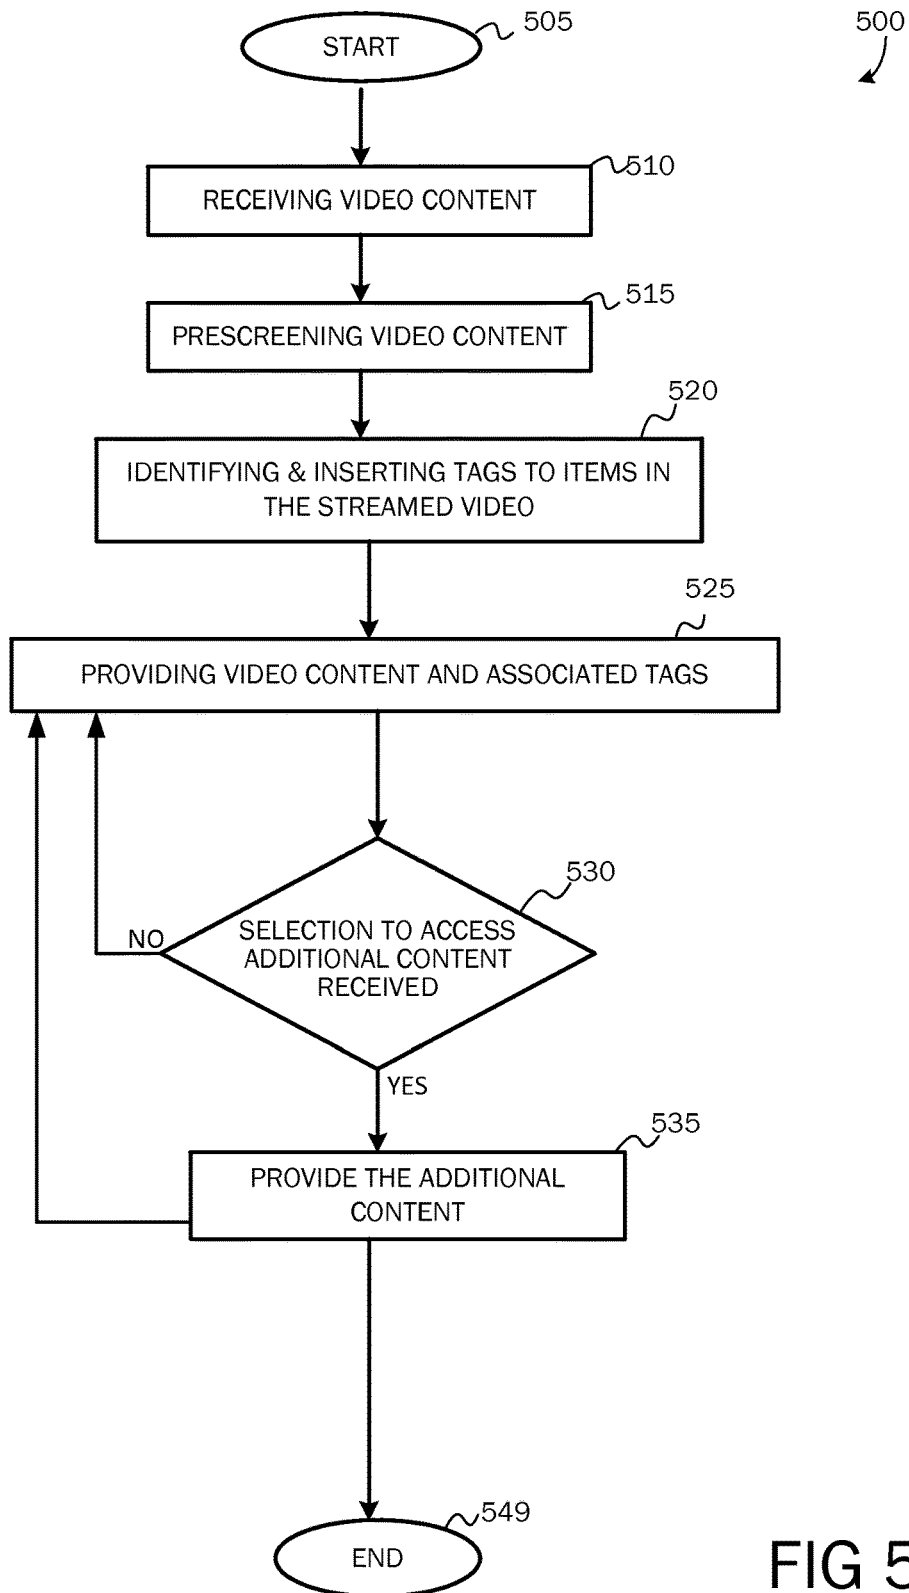 START
505
500
RECEIVING VIDEO CONTENT
510
PRESCREENING VIDEO CONTENT
515
520
IDENTIFYING & INSERTING TAGS TO ITEMS IN
THE STREAMED VIDEO
525
PROVIDING VIDEO CONTENT AND ASSOCIATED TAGS
530
NO
SELECTION TO ACCESS
ADDITIONAL CONTENT
RECEIVED
YES
535
PROVIDE THE ADDITIONAL
CONTENT
549
END
FIG 5